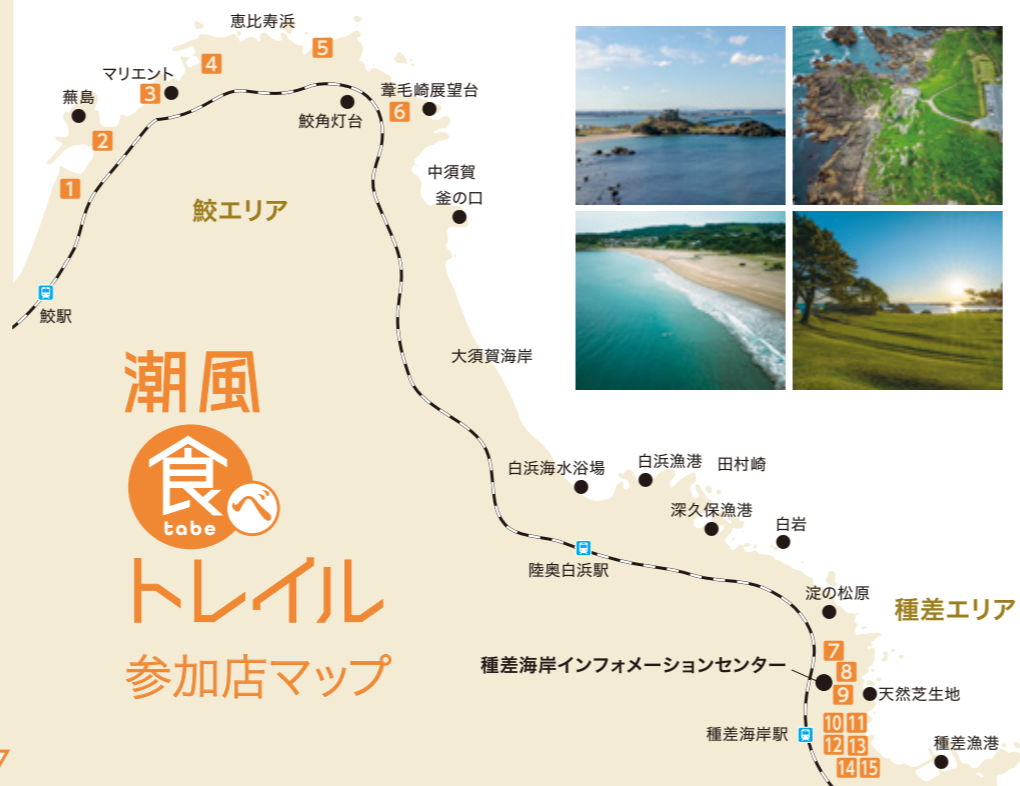 恵比寿浜
5
4
マリエント
3
蕪島
葦毛崎展望台
6
鮫角灯台
2
1
中須賀
釜の口
鮫エリア
鮫駅
大須賀海岸
潮風
食べ
tabe
トレイル
参加店マップ
白浜海水浴場
白浜漁港
田村崎
深久保漁港
白岩
陸奥白浜駅
淀の松原
種差エリア
7
種差海岸インフォメーションセンター
8
9
天然芝生地
種差海岸駅
10 11
12 13
14 15
種差漁港
7